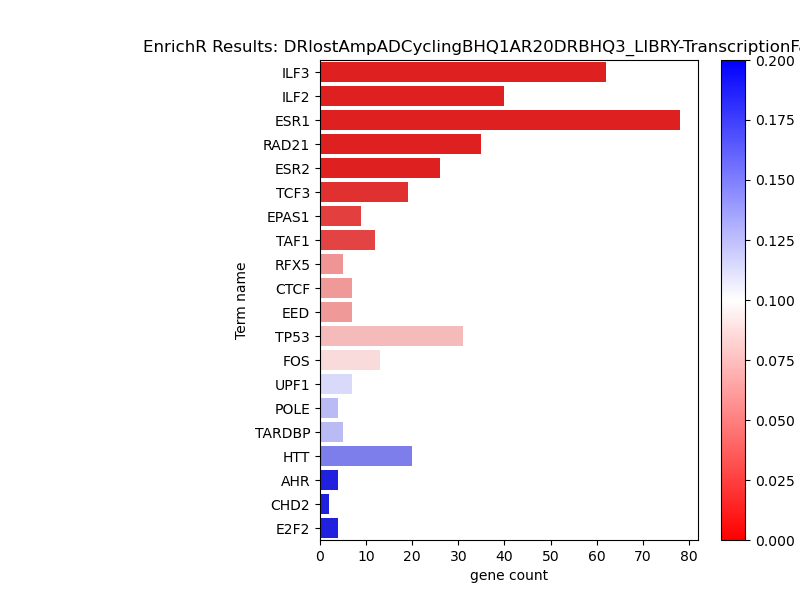 EnrichR Results: DRlostAmpADCyclingBHQ1AR20DRBHQ3_LIBRY-TranscriptionFa
ILF3
ILF2
ESR1
RAD21
ESR2
TCF3
EPAS1
TAF1
RFX5
CTCF
EED
TP53
FOS
UPF1
POLE
TARDBP
HTT
AHR
CHD2
E2F2
Term name
0 10 20 30 40 50 60 70 80
gene count
0.200
0.175
0.150
0.125
0.100
0.075
0.050
0.025
0.000